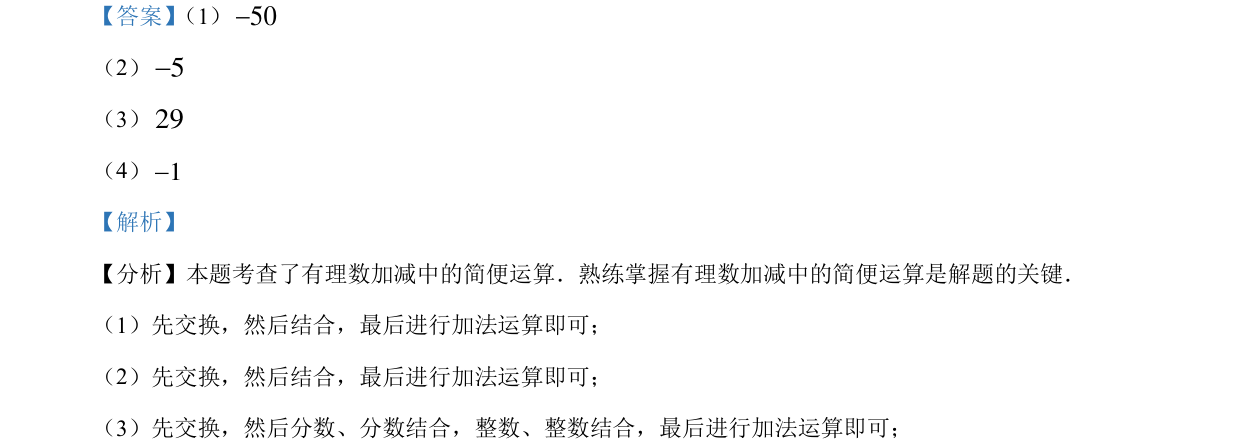 【答案】（1）–50
（2）–5
（3）29
（4）–1
【解析】
【分析】本题考查了有理数加减中的简便运算．熟练掌握有理数加减中的简便运算是解题的关键．
（1）先交换，然后结合，最后进行加法运算即可；
（2）先交换，然后结合，最后进行加法运算即可；
（3）先交换，然后分数、分数结合，整数、整数结合，最后进行加法运算即可；